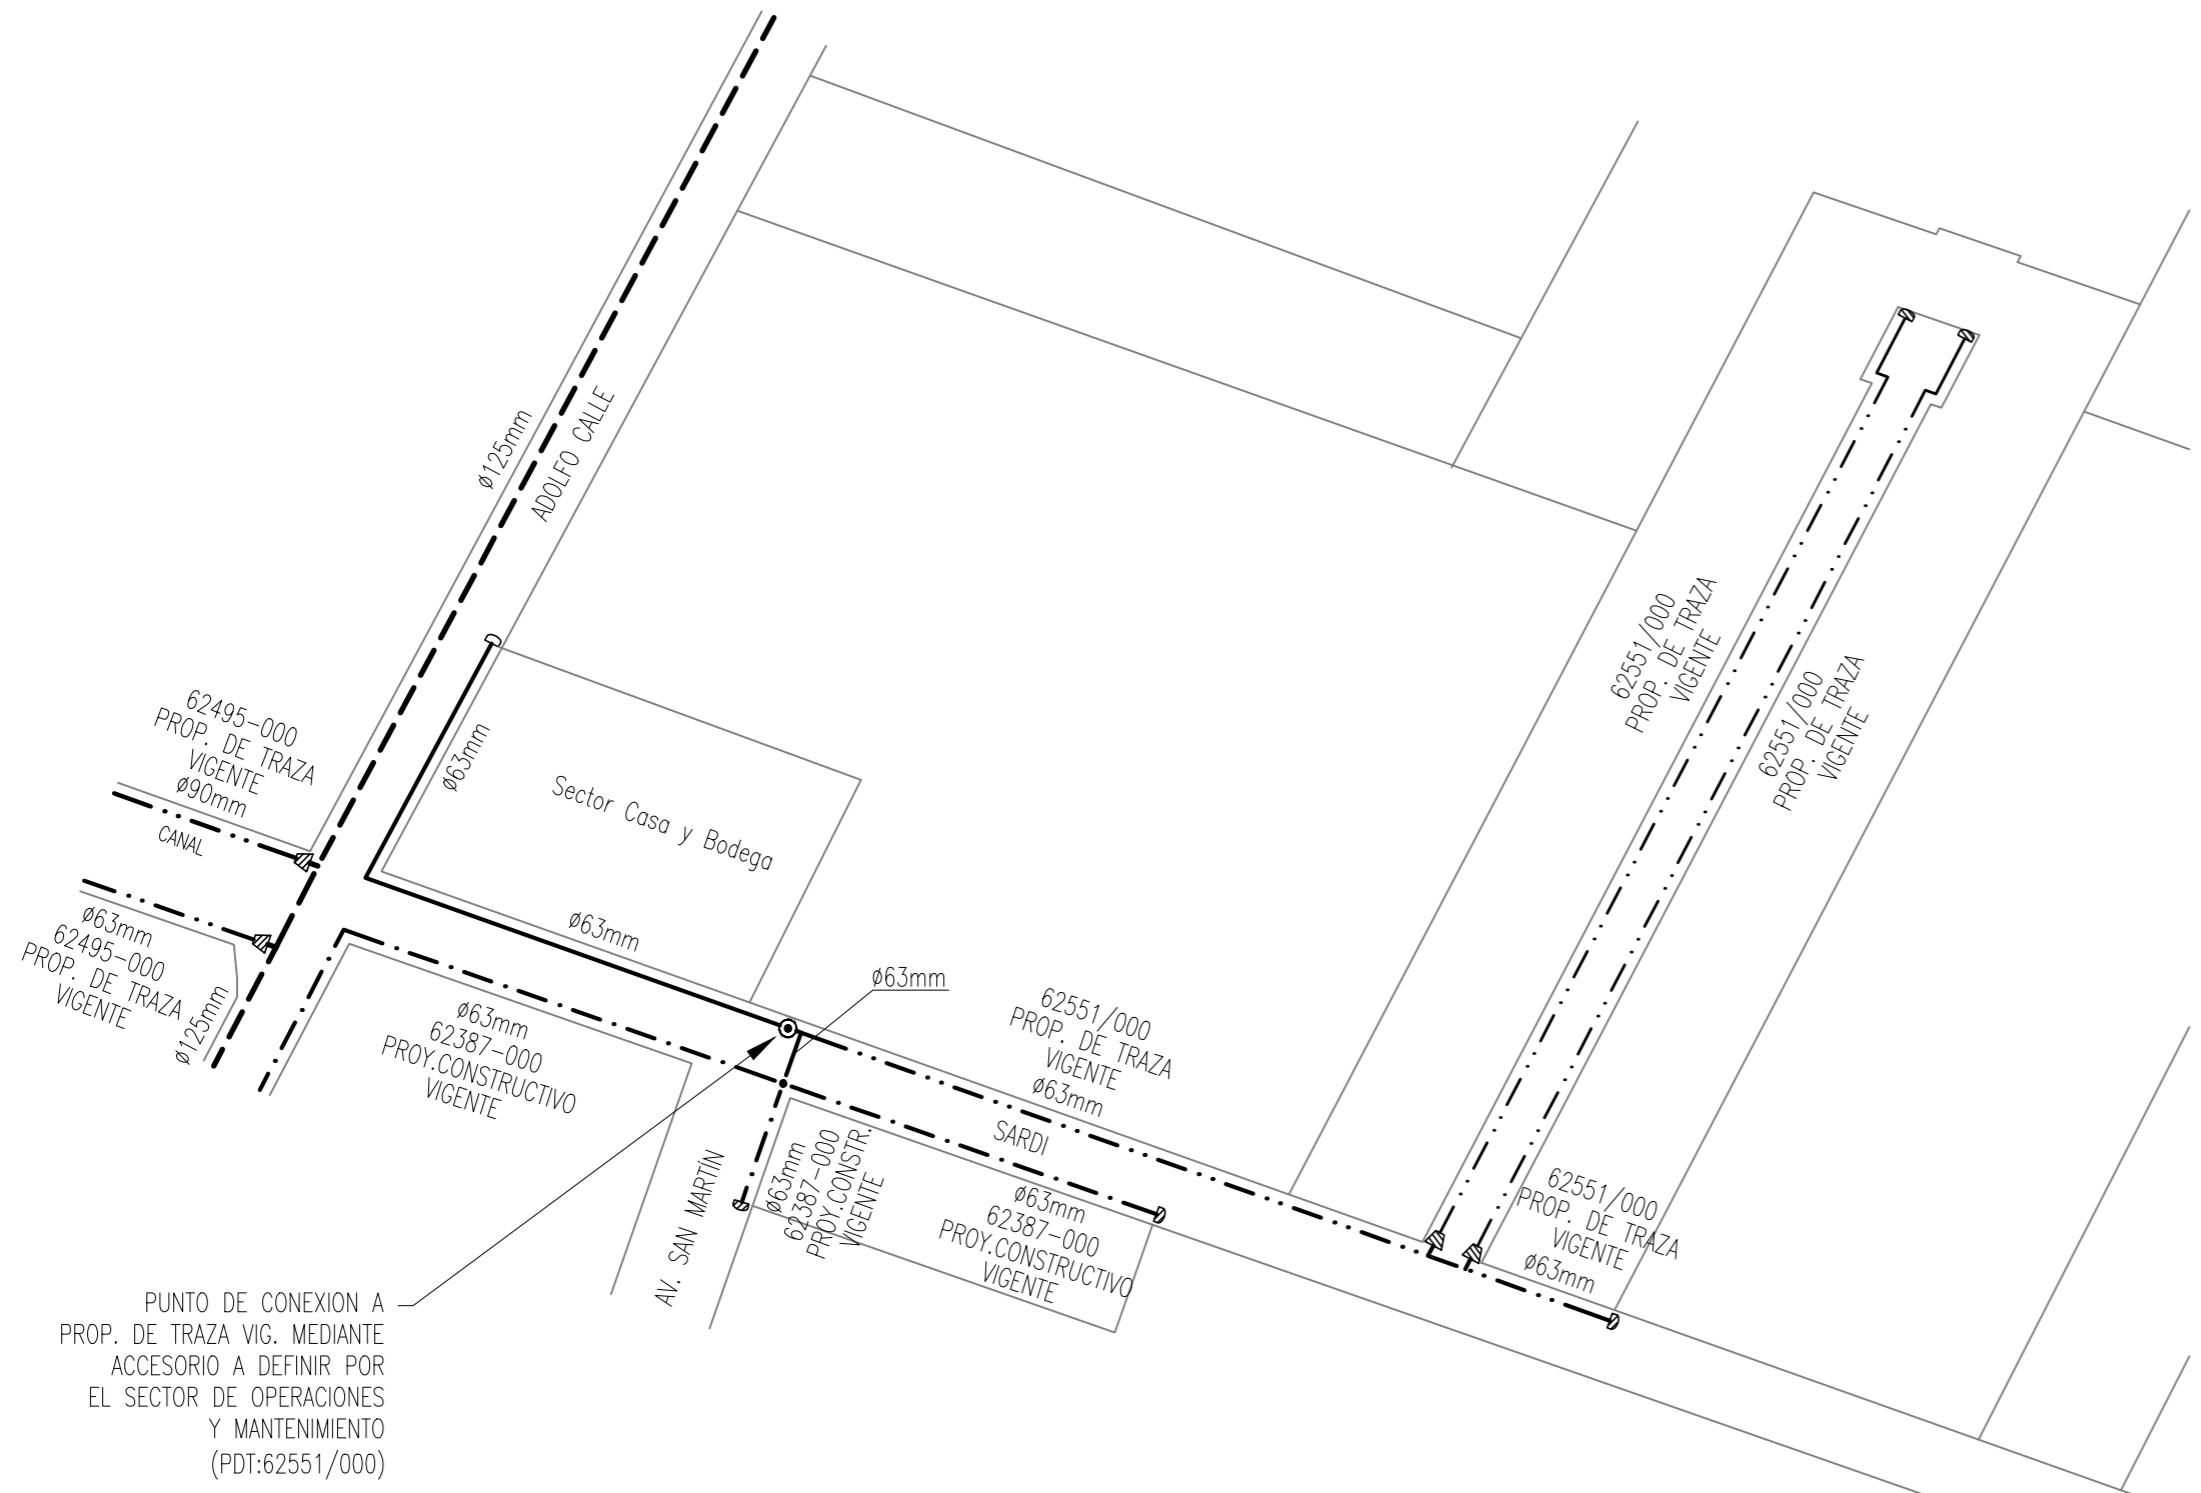 ø125mm
ADOLFO CALLE
62551/000
PROP. DE TRAZA
VIGENTE
62551/000
PROP. DE TRAZA
VIGENTE
62495-000
PROP. DE TRAZA
VIGENTE
ø90mm
CANAL
ø63mm
Sector Casa y Bodega
ø63mm
62495-000
PROP. DE TRAZA
VIGENTE
ø125mm
ø63mm
ø63mm
ø63mm
62387-000
PROY.CONSTRUCTIVO
VIGENTE
62551/000
PROP. DE TRAZA
VIGENTE
ø63mm
SARDI
AV. SAN MARTÍN
ø63mm
62387-000
PROY.CONSTR.
VIGENTE
ø63mm
62387-000
PROY.CONSTRUCTIVO
VIGENTE
62551/000
PROP. DE TRAZA
VIGENTE
ø63mm
PUNTO DE CONEXION A
PROP. DE TRAZA VIG. MEDIANTE
ACCESORIO A DEFINIR POR
EL SECTOR DE OPERACIONES
Y MANTENIMIENTO
(PDT:62551/000)